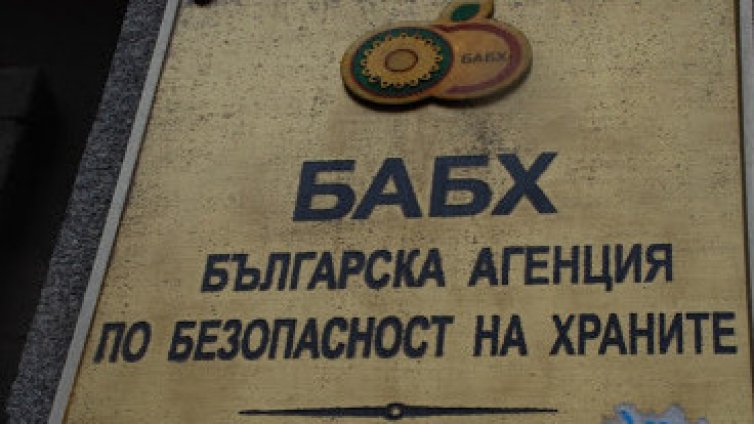 БАБХ
БАБХ
БЪЛГАРСКА АГЕНЦИЯ
ПО БЕЗОПАСНОСТ НА ХРАНИТЕ